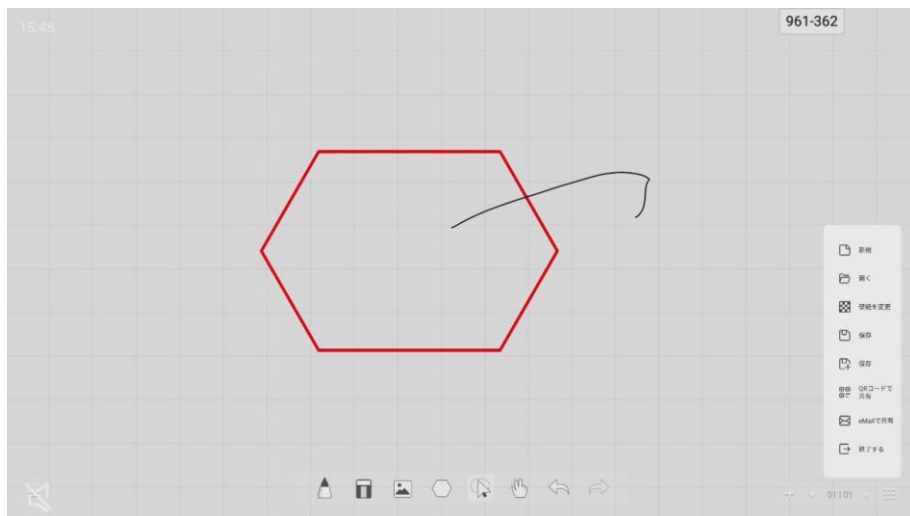 15:48
961-362
新規
開く
壁紙を変更
保存
保存
QRコードで
共有
eMailで共有
終了する
01 | 01